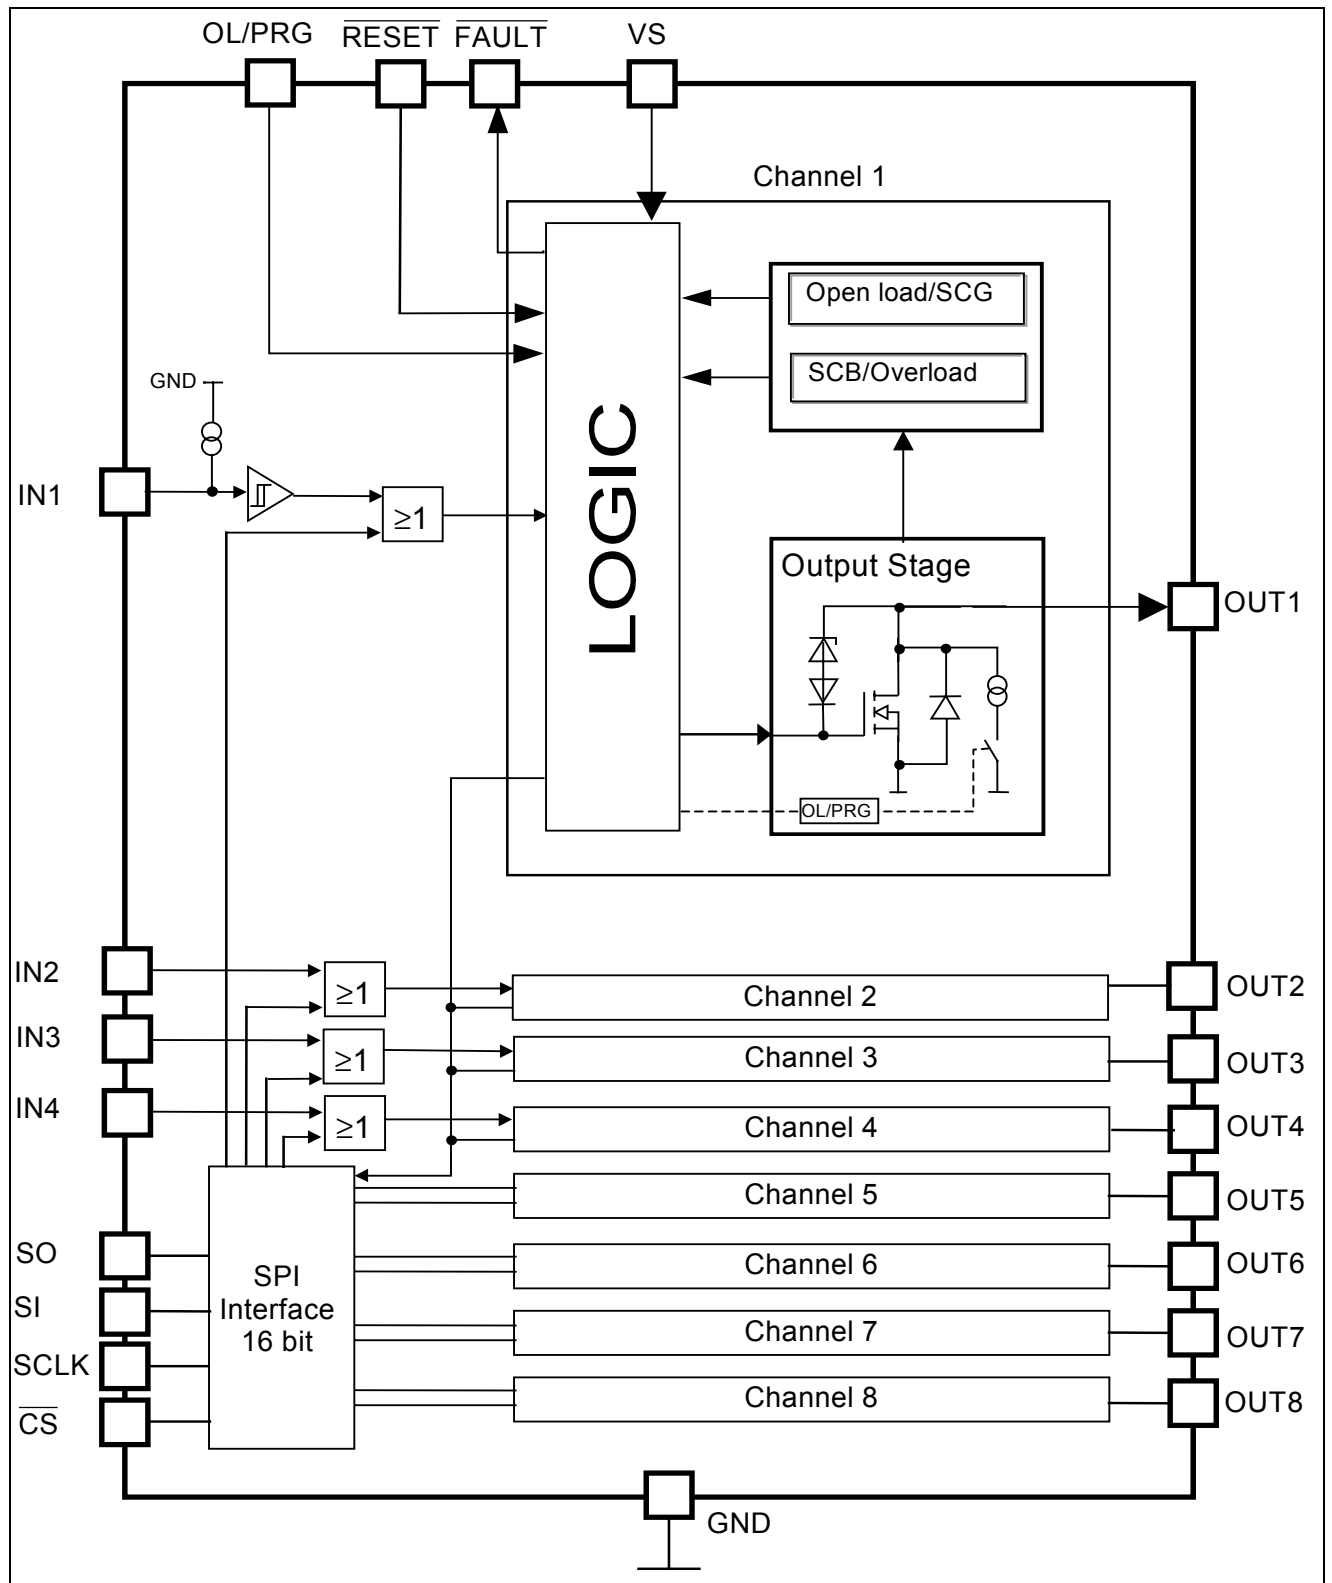 OL/PRG RESET FAULT VS
Channel 1
Open load/SCG
SCB/Overload
GND
IN1
≥1
LOGIC
Output Stage
OUT1
OL/PRG
IN2
≥1
Channel 2
OUT2
IN3
≥1
Channel 3
OUT3
IN4
≥1
Channel 4
OUT4
Channel 5
OUT5
SO
SPI
Interface
16 bit
Channel 6
OUT6
SI
Channel 7
OUT7
SCLK
CS
Channel 8
OUT8
GND